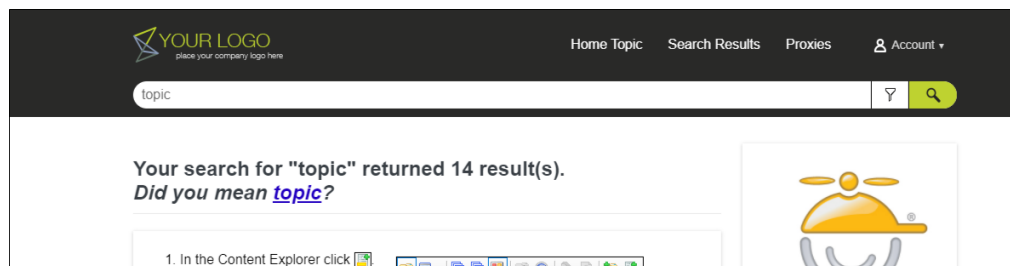 YOUR LOGO
place your company logo here
Home Topic Search Results Proxies Account
topic
Your search for "topic" returned 14 result(s).
Did you mean topic?
®
1. In the Content Explorer click